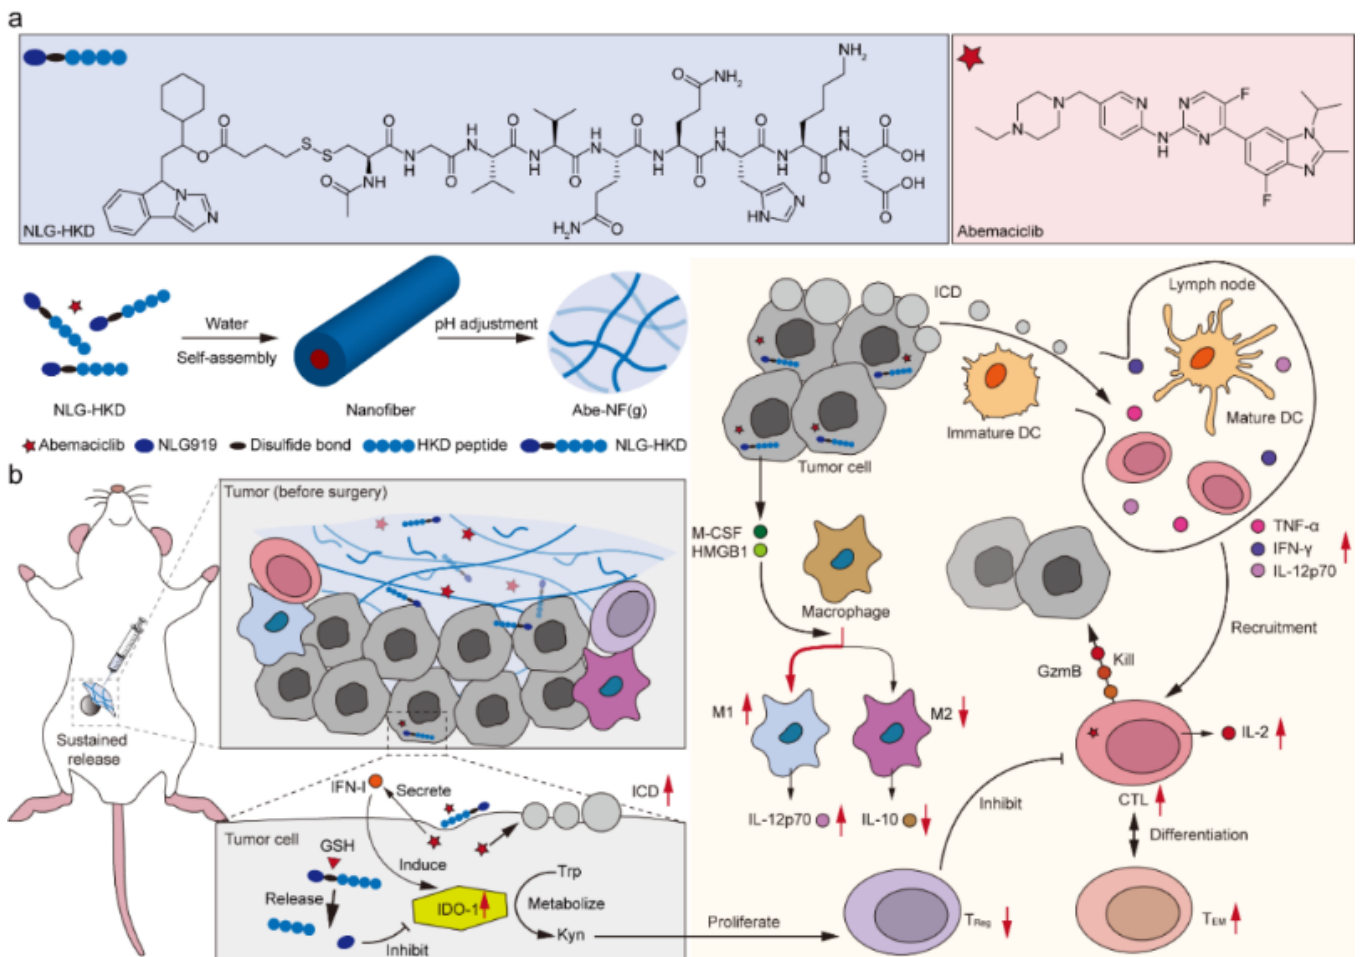 a
NH₂
O
NH₂
O
S
S
O
O
H
N
O
H
N
O
H
N
O
H
N
O
OH
N
H
O
N
H
O
N
H
O
N
H
O
OH
O
NH
O
N
N
H₂N
O
HN
N
NLG-HKD
N
N
N
N
F
N
N
N
H
N
N
F
Abemaciclib
Water
Self-assembly
pH adjustment
NLG-HKD
Nanofiber
Abe-NF(g)
Abemaciclib
NLG919
Disulfide bond
HKD peptide
NLG-HKD
ICD
Lymph node
Immature DC
Mature DC
Tumor cell
M-CSF
HMGB1
Macrophage
TNF-α
IFN-γ
IL-12p70
Recruitment
GzmB
Kill
M1
M2
IL-2
IL-12p70
IL-10
Inhibit
CTL
Differentiation
T Reg
T EM
b
Tumor (before surgery)
Sustained
release
IFN-I
Secrete
ICD
Tumor cell
GSH
Induce
Release
IDO-1
Trp
Metabolize
Kyn
Inhibit
Proliferate